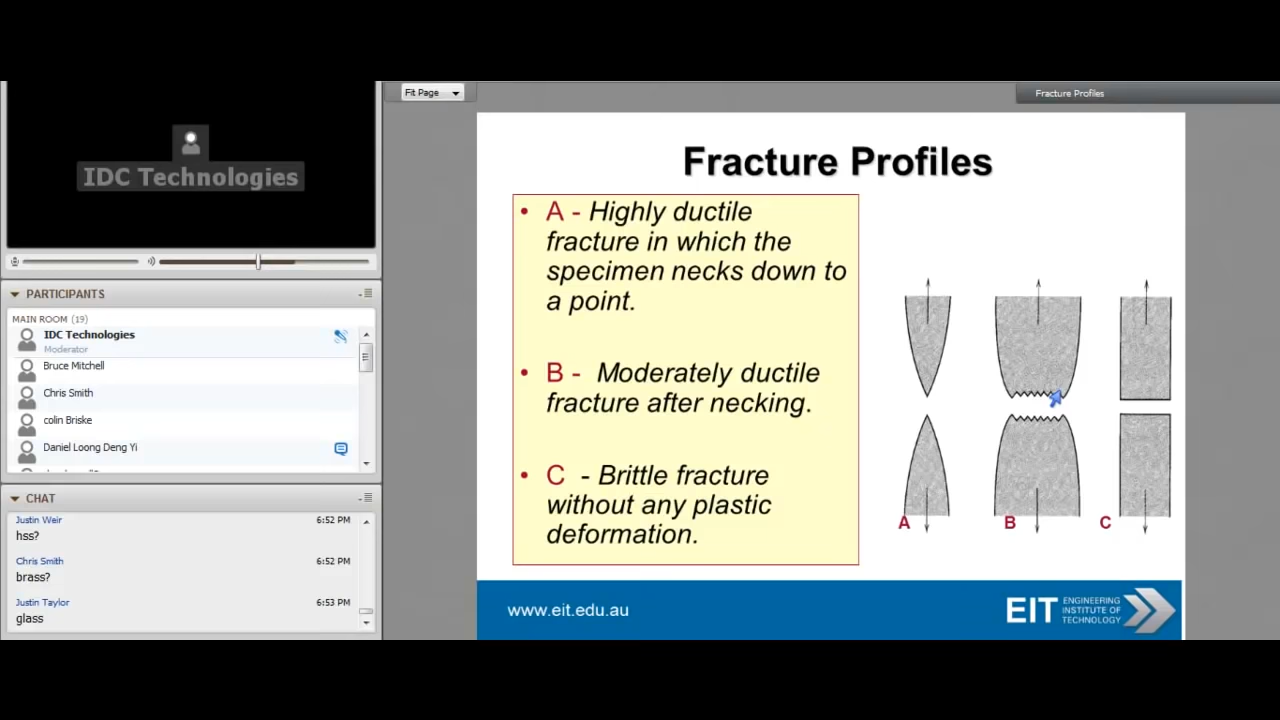 IDC Technologies
PARTICIPANTS
MAIN ROOM (19)
IDC Technologies
Moderator
Bruce Mitchell
Chris Smith
colin Briske
Daniel Loong Deng Yi
CHAT
Justin Weir 6:52 PM
hss?
Chris Smith 6:52 PM
brass?
Justin Taylor 6:53 PM
glass
Fit Page
Fracture Profiles
Fracture Profiles
• A - Highly ductile
fracture in which the
specimen necks down to
a point.
• B - Moderately ductile
fracture after necking.
• C - Brittle fracture
without any plastic
deformation.
A B C
www.eit.edu.au
EIT
ENGINEERING
INSTITUTE OF
TECHNOLOGY